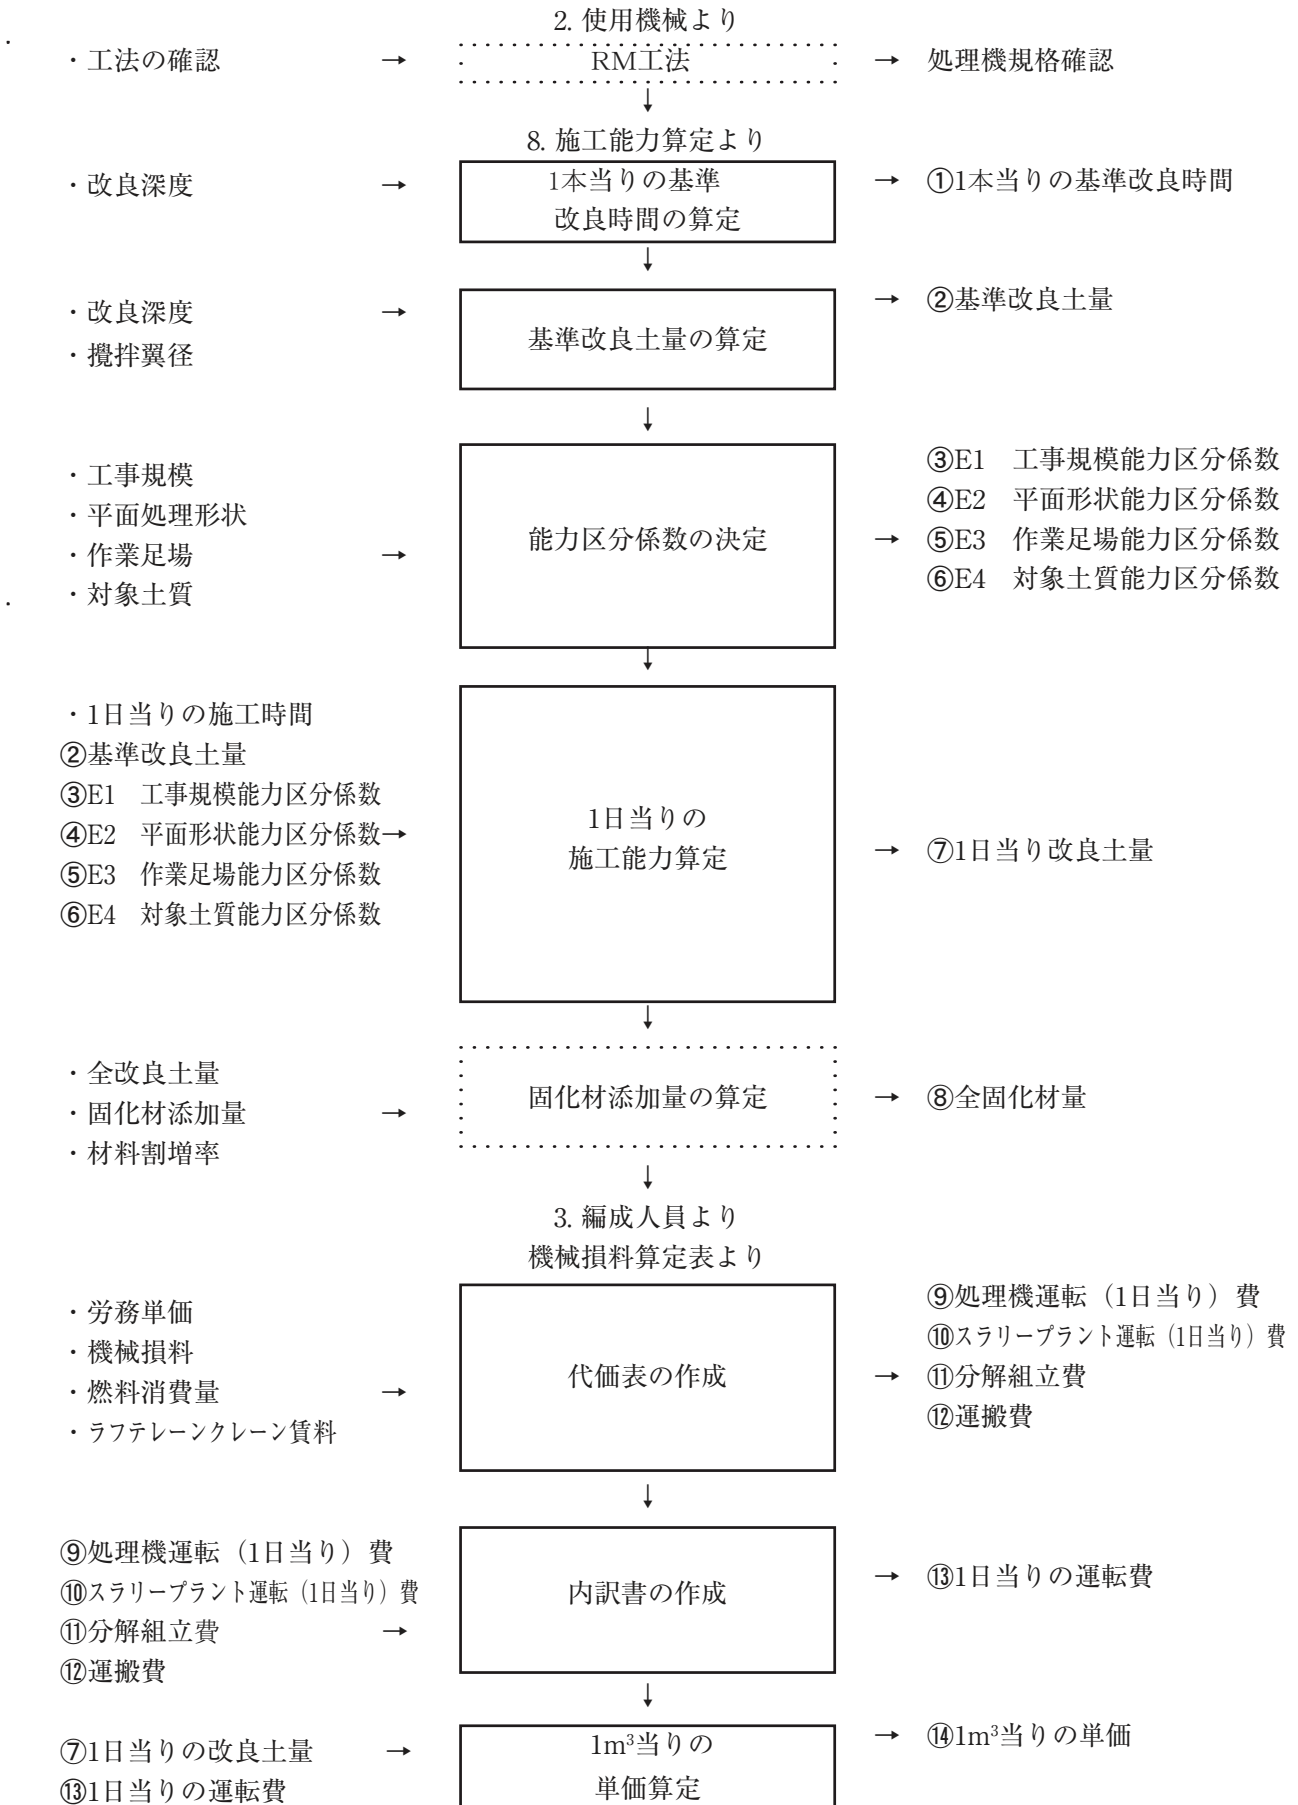 2. 使用機械より
・工法の確認 → RM工法 → 処理機規格確認
↓
8. 施工能力算定より
・改良深度 → 1本当りの基準 → ①1本当りの基準改良時間
改良時間の算定
↓
・改良深度 → → ②基準改良土量
・攪拌翼径 基準改良土量の算定
↓
・工事規模 ③E1 工事規模能力区分係数
・平面処理形状 ④E2 平面形状能力区分係数
・作業足場 → 能力区分係数の決定 → ⑤E3 作業足場能力区分係数
・対象土質 ⑥E4 対象土質能力区分係数
↓
・1日当りの施工時間
②基準改良土量
③E1 工事規模能力区分係数
④E2 平面形状能力区分係数→
⑤E3 作業足場能力区分係数
⑥E4 対象土質能力区分係数
1日当りの
施工能力算定 → ⑦1日当り改良土量
↓
・全改良土量
・固化材添加量 → 固化材添加量の算定 → ⑧全固化材量
・材料割増率
↓
3. 編成人員より
機械損料算定表より
・労務単価
・機械損料
・燃料消費量 →
・ラフテレーンクレーン賃料
代価表の作成 →
⑨処理機運転（1日当り）費
⑩スラリープラント運転（1日当り）費
⑪分解組立費
⑫運搬費
↓
⑨処理機運転（1日当り）費
⑩スラリープラント運転（1日当り）費
⑪分解組立費 →
⑫運搬費
内訳書の作成 → ⑬1日当りの運転費
↓
⑦1日当りの改良土量 →
⑬1日当りの運転費
1m³当りの
単価算定
→ ⑭1m³当りの単価